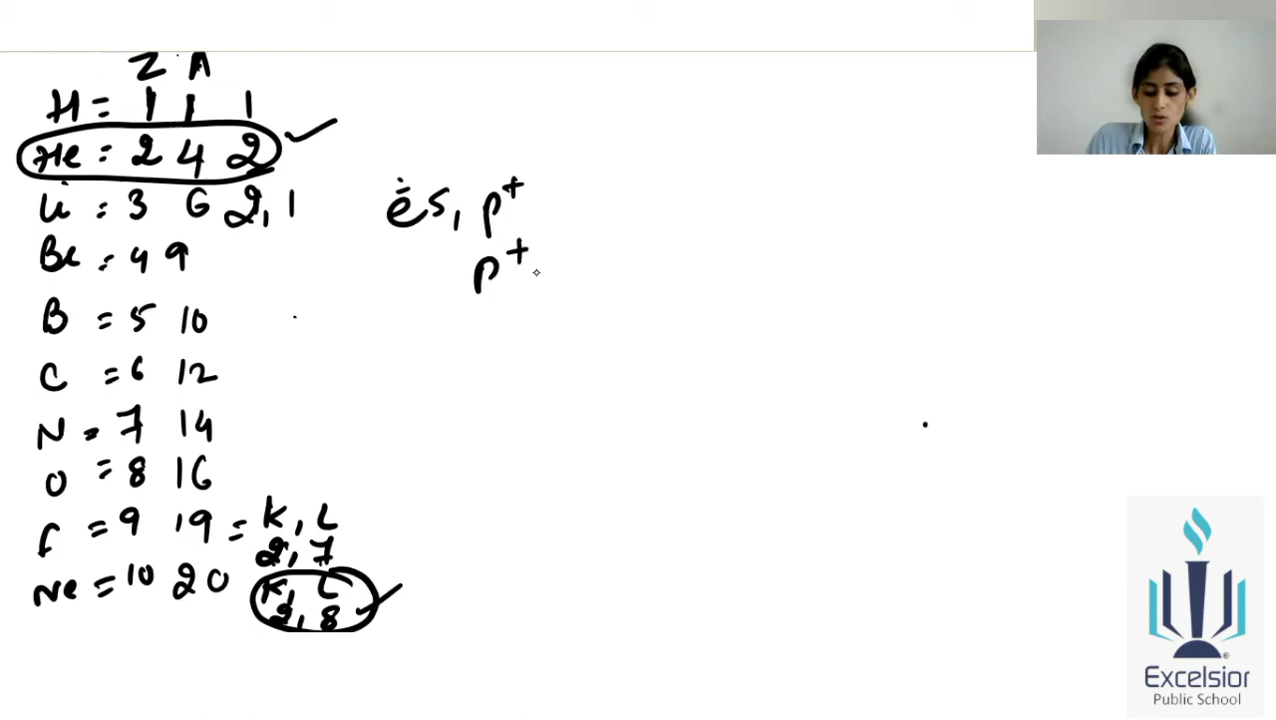 Z A
H = 1 1 1
He = 2 4 2
Li = 3 6 2, 1
Be = 4 9
B = 5 10
C = 6 12
N = 7 14
O = 8 16
F = 9 19 = K, L
2, 7
Ne = 10 20 K, L
2, 8
e̅s, p⁺
p⁺
Excelsior
Public School